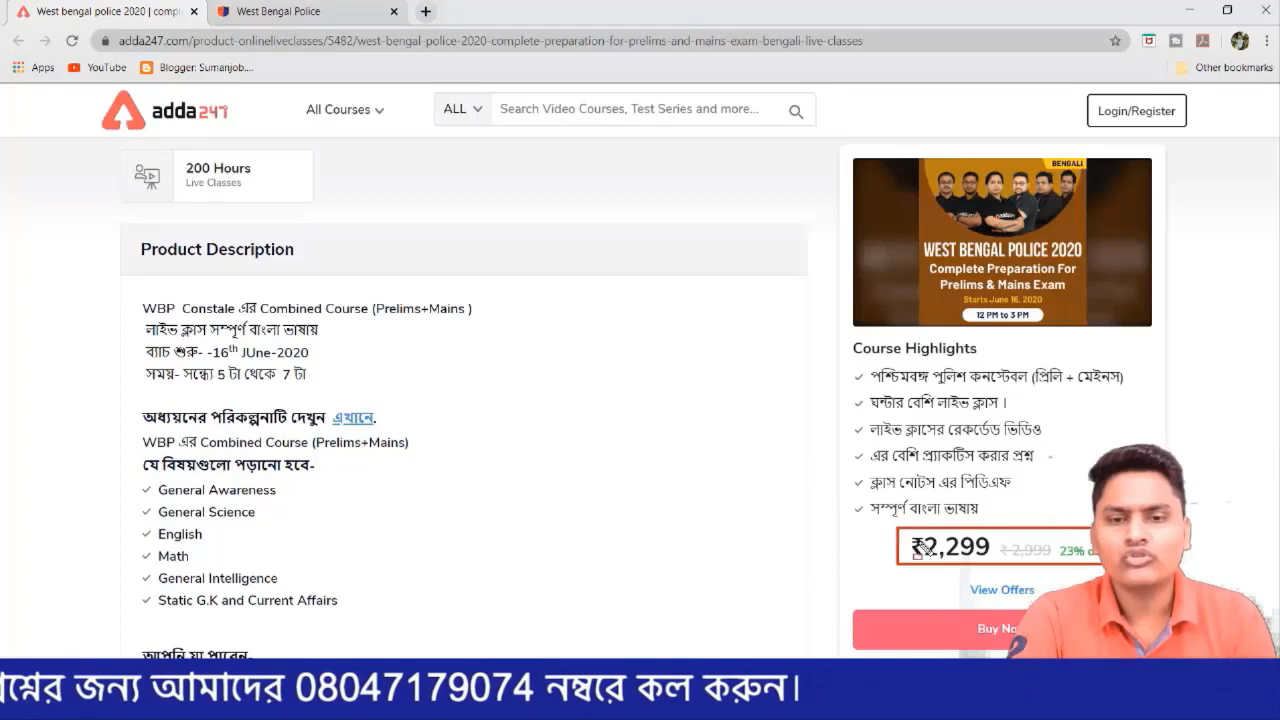 West bengal police 2020 | comp
West Bengal Police
adda247.com/product-onlineliveclasses/5482/west-bengal-police-2020-complete-preparation-for-prelims-and-mains-exam-bengali-live-classes
Apps
YouTube
Blogger: Sumanjob....
Other bookmarks
adda247
All Courses
ALL
Search Video Courses, Test Series and more...
Login/Register
200 Hours
Live Classes
Product Description
WBP Constale এর Combined Course (Prelims+Mains )
লাইভ ক্লাস সম্পূর্ণ বাংলা ভাষায়
ব্যাচ শুরু- -16th JUne-2020
সময়- সন্ধ্যে 5 টা থেকে 7 টা
অধ্যয়নের পরিকল্পনাটি দেখুন এখানে.
WBP এর Combined Course (Prelims+Mains)
যে বিষয়গুলো পড়ানো হবে-
General Awareness
General Science
English
Math
General Intelligence
Static G.K and Current Affairs
আপনি যা পাবেন-
BENGALI
WEST BENGAL POLICE 2020
Complete Preparation For
Prelims & Mains Exam
Starts June 16, 2020
12 PM to 3 PM
Course Highlights
পশ্চিমবঙ্গ পুলিশ কনস্টেবল (প্রিলি + মেইনস)
ঘন্টার বেশি লাইভ ক্লাস ।
লাইভ ক্লাসের রেকর্ডেড ভিডিও
এর বেশি প্র্যাকটিস করার প্রশ্ন
ক্লাস নোটস এর পিডিএফ
সম্পূর্ণ বাংলা ভাষায়
₹2,299 ₹ 2,999 23%
View Offers
Buy
প্রশ্নের জন্য আমাদের 08047179074 নম্বরে কল করুন।